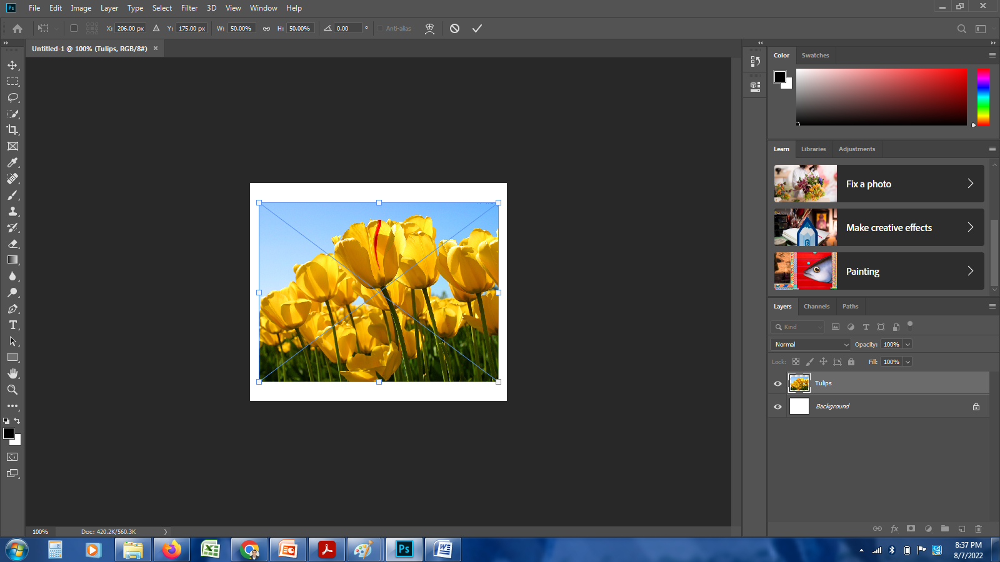 Ps File Edit Image Layer Type Select Filter 3D View Window Help
X: 206.00 px Y: 175.00 px W: 50.00% H: 50.00% 0.00 ° Anti-alias
Untitled-1 @ 100% (Tulips, RGB/8#) ×
Color Swatches
Learn Libraries Adjustments
Fix a photo
Make creative effects
Painting
Layers Channels Paths
Kind
Normal Opacity: 100%
Lock: Fill: 100%
Tulips
Background
fx
100% Doc: 420.2K/560.3K
Ps
8:37 PM
8/7/2022